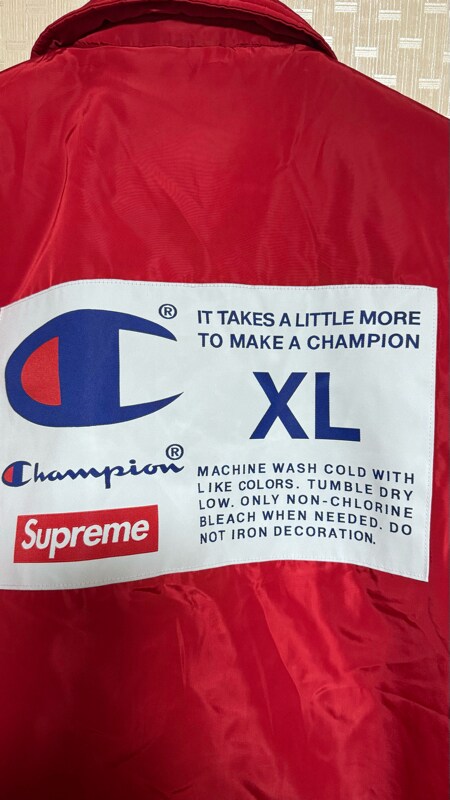 ®
Champion®
Supreme
IT TAKES A LITTLE MORE
TO MAKE A CHAMPION
XL
MACHINE WASH COLD WITH
LIKE COLORS. TUMBLE DRY
LOW. ONLY NON-CHLORINE
BLEACH WHEN NEEDED. DO
NOT IRON DECORATION.